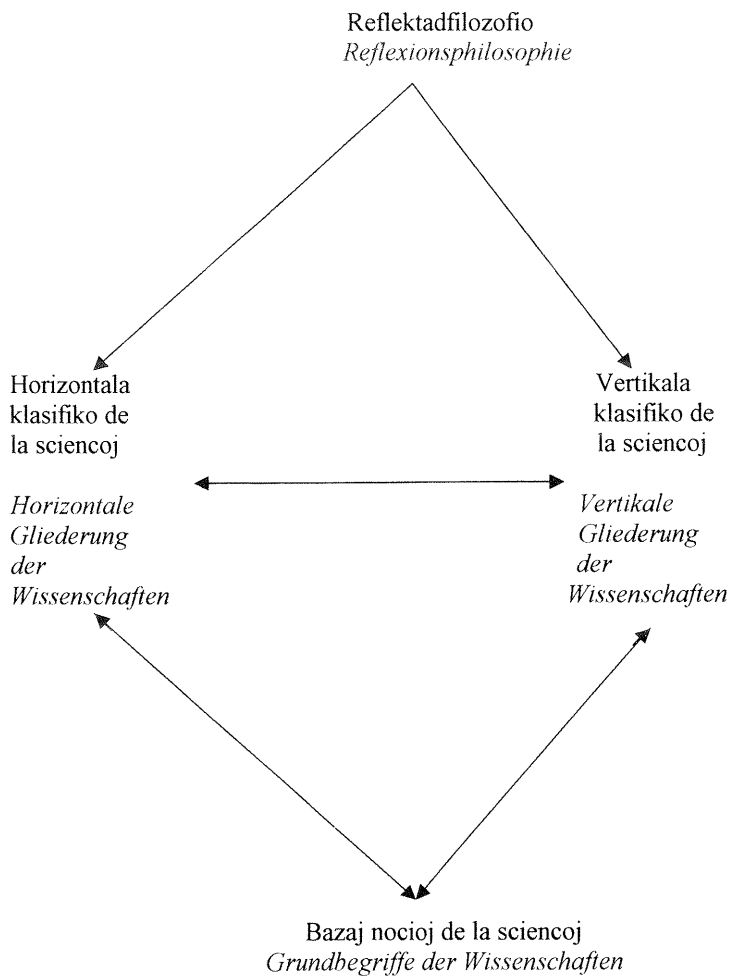 Reflektadfilozofio
Reflexionsphilosophie
Horizontala
klasifiko de
la sciencoj
Horizontale
Gliederung
der
Wissenschaften
Vertikala
klasifiko de
la sciencoj
Vertikale
Gliederung
der
Wissenschaften
Bazaj nocioj de la sciencoj
Grundbegriffe der Wissenschaften